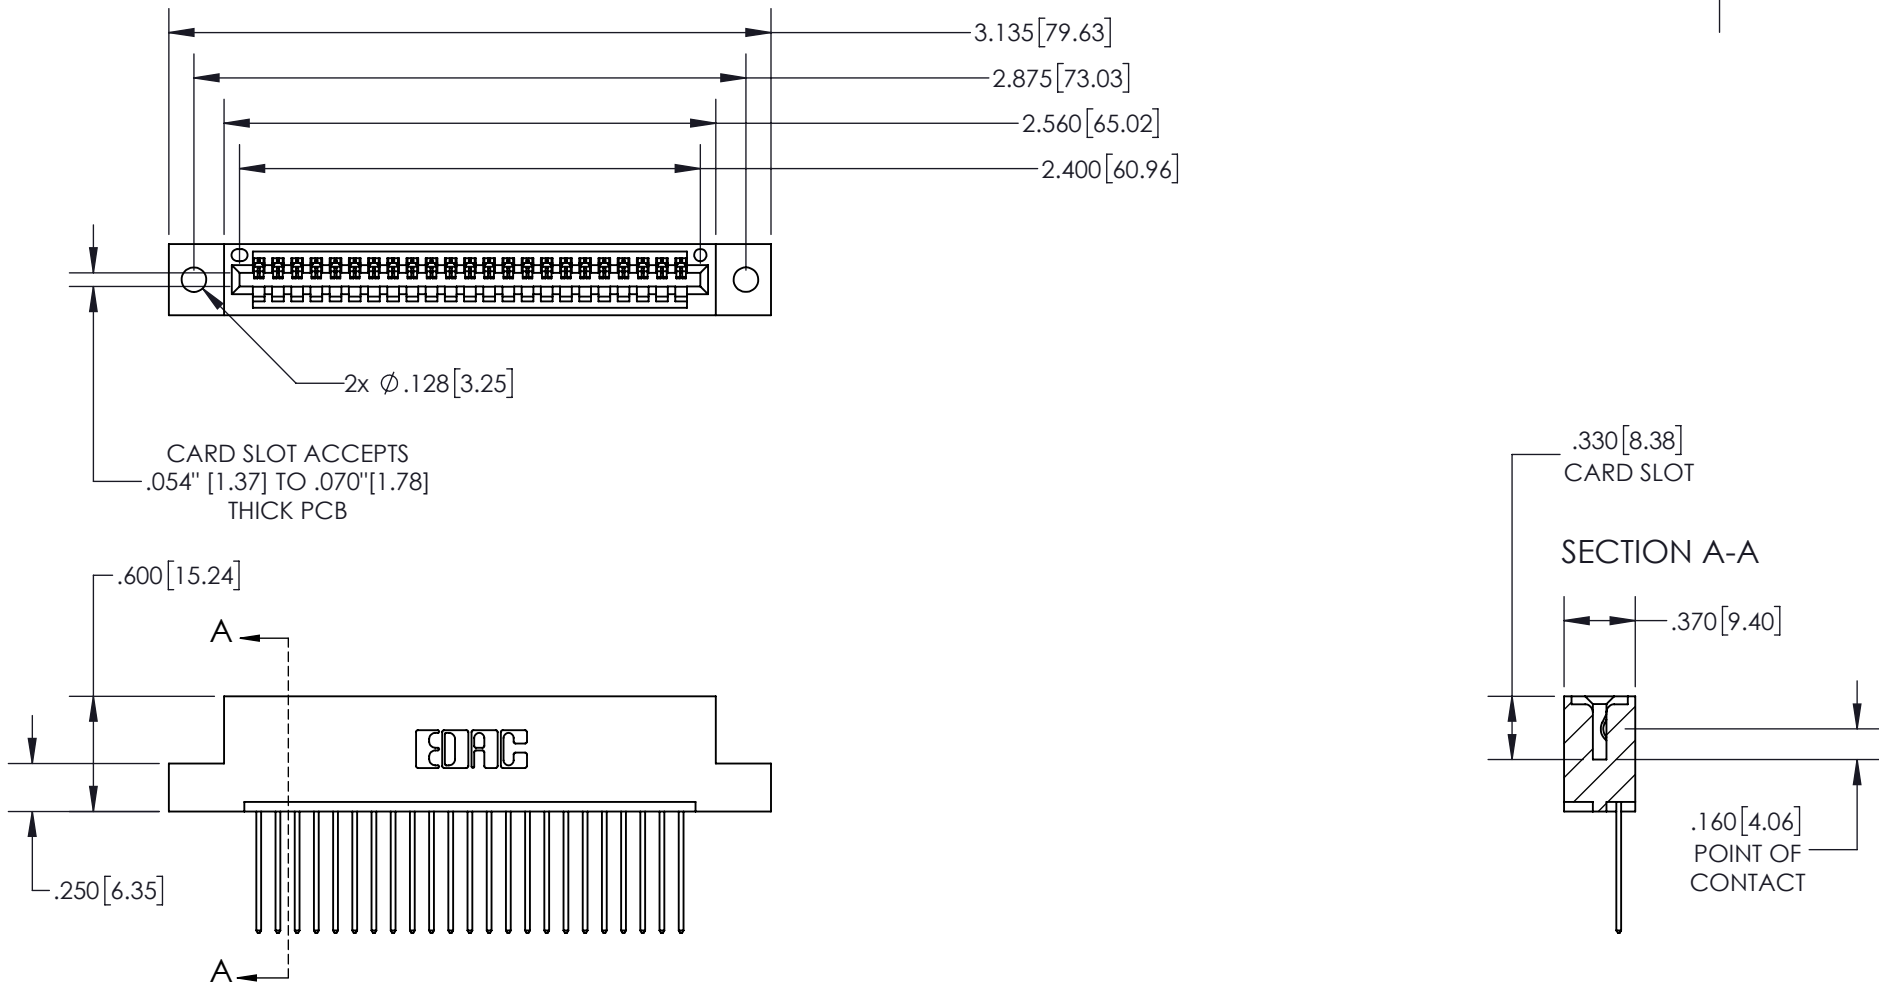 3.135[79.63]
2.875[73.03]
2.560[65.02]
2.400[60.96]
2x ∅.128[3.25]
CARD SLOT ACCEPTS
.054" [1.37] TO .070"[1.78]
THICK PCB
.330[8.38]
CARD SLOT
SECTION A-A
.600[15.24]
A
.370[9.40]
EDAC
.160[4.06]
POINT OF
CONTACT
.250[6.35]
A